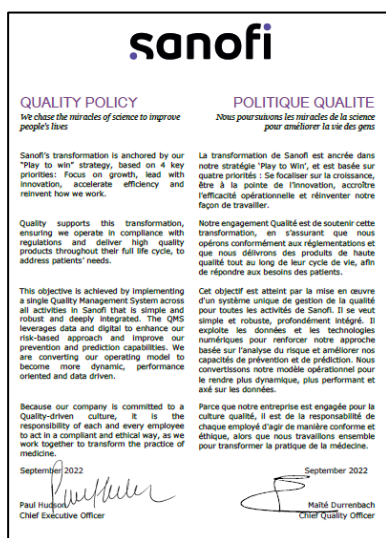 sanofi
QUALITY POLICY
We chase the miracles of science to improve
people's lives
Sanofi's transformation is anchored by our
"Play to win" strategy, based on 4 key
priorities: Focus on growth, lead with
innovation, accelerate efficiency and
reinvent how we work.
Quality supports this transformation,
ensuring we operate in compliance with
regulations and deliver high quality
products throughout their full life cycle, to
address patients' needs.
This objective is achieved by implementing
a single Quality Management System across
all activities in Sanofi that is simple and
robust and deeply integrated. The QMS
leverages data and digital to enhance our
risk-based approach and improve our
prevention and prediction capabilities. We
are converting our operating model to
become more dynamic, performance
oriented and data driven.
Because our company is committed to a
Quality-driven culture, it is the
responsibility of each and every employee
to act in a compliant and ethical way, as we
work together to transform the practice of
medicine.
September 2022
Paul Hudson
Chief Executive Officer
POLITIQUE QUALITE
Nous poursuivons les miracles de la science
pour améliorer la vie des gens
La transformation de Sanofi est ancrée dans
notre stratégie 'Play to Win', et est basée sur
quatre priorités : Se focaliser sur la croissance,
être à la pointe de l'innovation, accroître
l'efficacité opérationnelle et réinventer notre
façon de travailler.
Notre engagement Qualité est de soutenir cette
transformation, en s'assurant que nous
opérons conformément aux réglementations et
que nous délivrons des produits de haute
qualité tout au long de leur cycle de vie, afin
de répondre aux besoins des patients.
Cet objectif est atteint par la mise en œuvre
d'un système unique de gestion de la qualité
pour toutes les activités de Sanofi. Il se veut
simple et robuste, profondément intégré. Il
exploite les données et les technologies
numériques pour renforcer notre approche
basée sur l'analyse du risque et améliorer nos
capacités de prévention et de prédiction. Nous
convertissons notre modèle opérationnel pour
le rendre plus dynamique, plus performant et
axé sur les données.
Parce que notre entreprise est engagée pour la
culture qualité, il est de la responsabilité de
chaque employé d'agir de manière conforme et
éthique, alors que nous travaillons ensemble
pour transformer la pratique de la médecine.
September 2022
Maïté Durrenbach
Chief Quality Officer